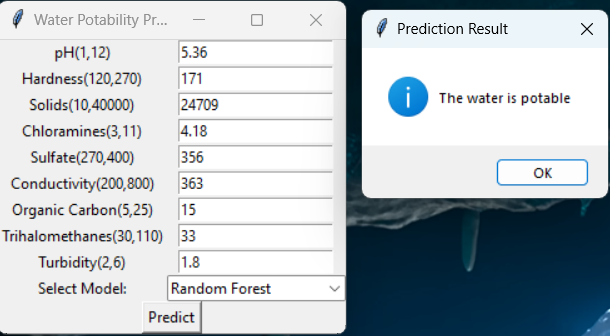 Water Potability Pr...
pH(1,12) 5.36
Hardness(120,270) 171
Solids(10,40000) 24709
Chloramines(3,11) 4.18
Sulfate(270,400) 356
Conductivity(200,800) 363
Organic Carbon(5,25) 15
Trihalomethanes(30,110) 33
Turbidity(2,6) 1.8
Select Model: Random Forest
Predict
Prediction Result
The water is potable
OK